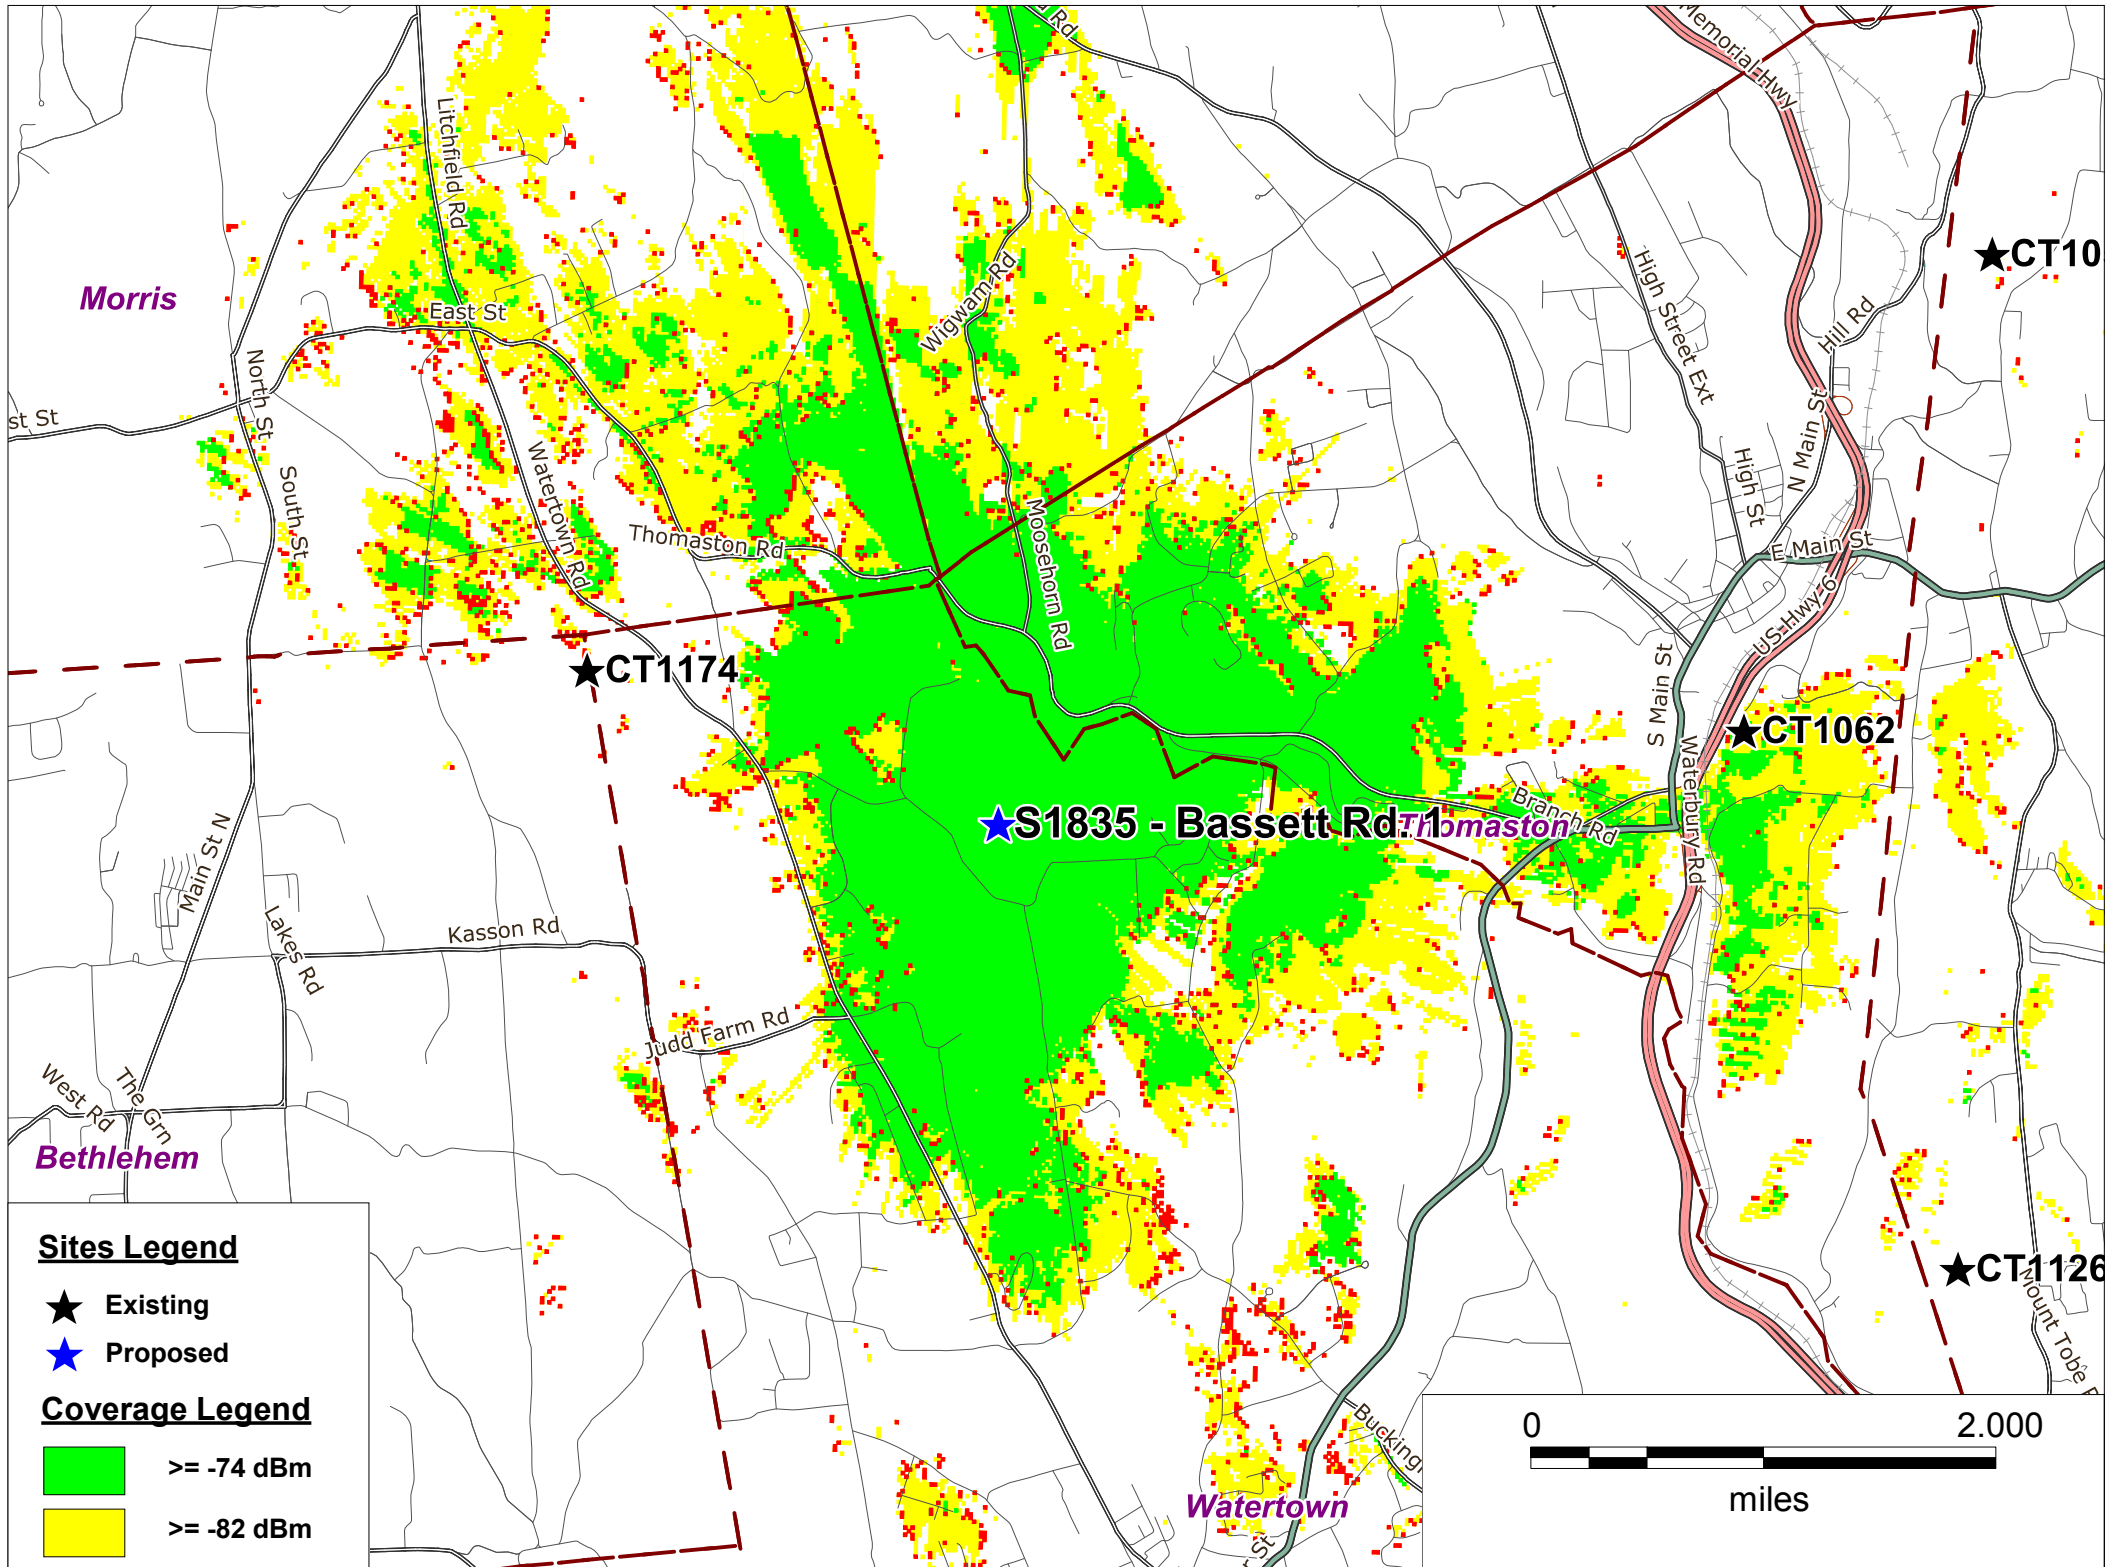 Memorial Hwy
Rd
Litchfield Rd
Morris
CT10
East St
Wigwam Rd
High Street Ext
Hill Rd
North St
st St
N Main St
High St
South St
Watertown Rd
Thomaston Rd
Moosehorn Rd
E Main St
US Hwy 6
S Main St
CT1174
CT1062
Waterbury Rd
S1835 - Bassett Rd. 1
Thomaston
Branch Rd
Main St N
Lakes Rd
Kasson Rd
Judd Farm Rd
West Rd
The Grn
Bethlehem
CT1126
Mount Tobe
Sites Legend
Existing
Proposed
Coverage Legend
>= -74 dBm
>= -82 dBm
Buckingh
Watertown
St
0
2.000
miles